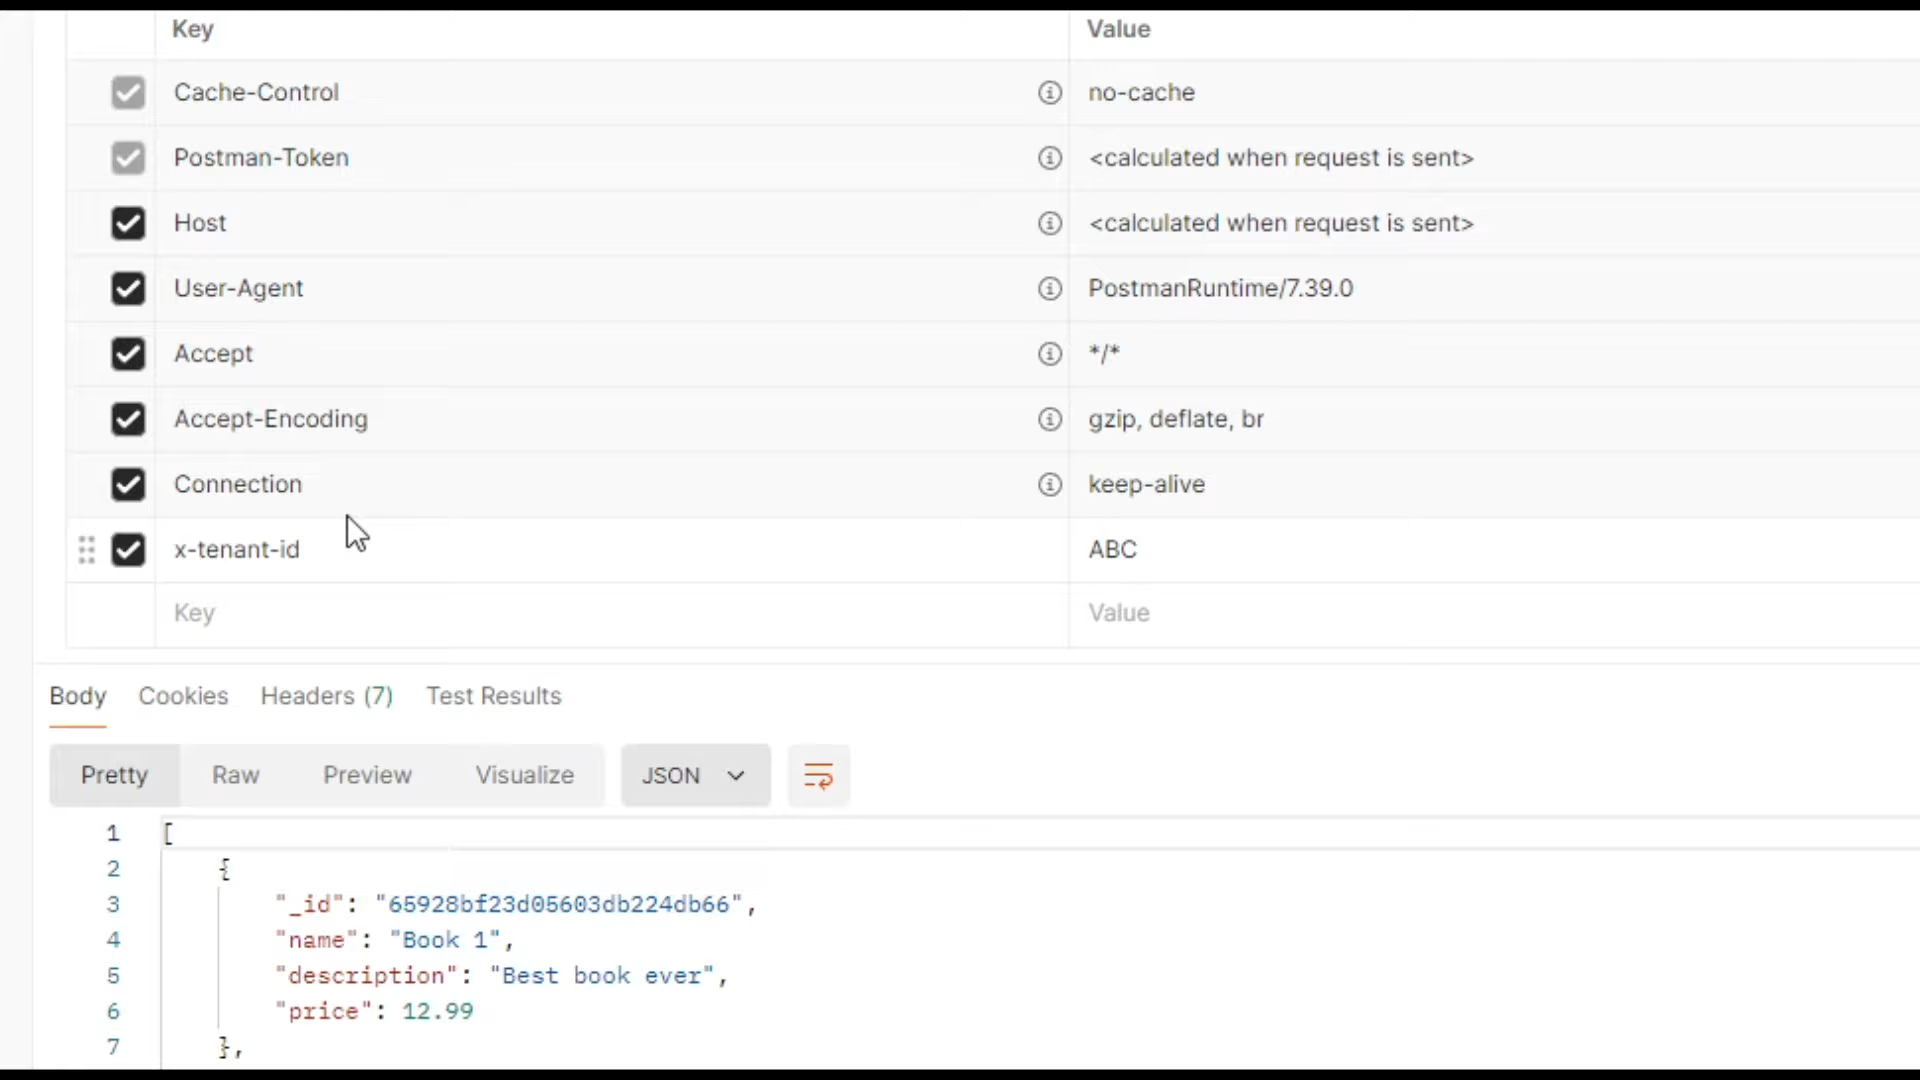 Key Value
Cache-Control no-cache
Postman-Token <calculated when request is sent>
Host <calculated when request is sent>
User-Agent PostmanRuntime/7.39.0
Accept */*
Accept-Encoding gzip, deflate, br
Connection keep-alive
x-tenant-id ABC
Key Value
Body Cookies Headers (7) Test Results
Pretty Raw Preview Visualize JSON
1 [
2 {
3 "_id": "65928bf23d05603db224db66",
4 "name": "Book 1",
5 "description": "Best book ever",
6 "price": 12.99
7 },